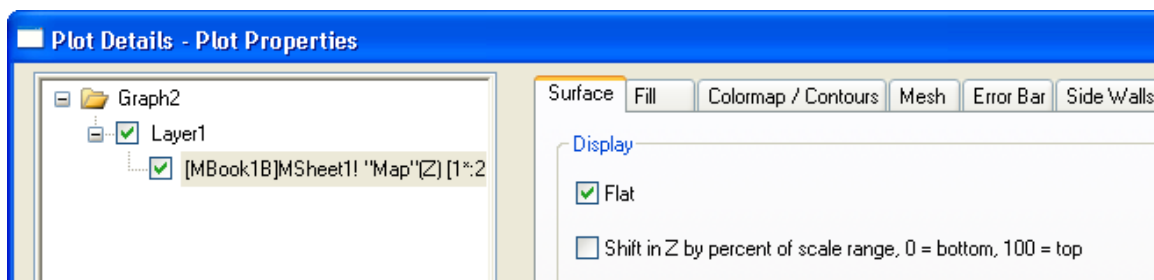 Plot Details - Plot Properties
Graph2
Layer1
[MBook1B]MSheet1! "Map"(Z) [1*:2
Surface Fill Colormap / Contours Mesh Error Bar Side Walls
Display
Flat
Shift in Z by percent of scale range, 0 = bottom, 100 = top